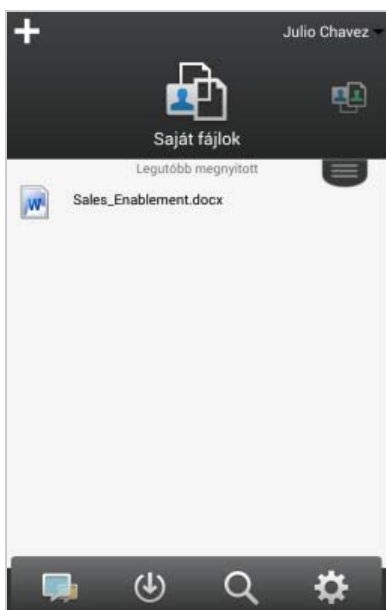 Julio Chavez
Saját fájlok
Legutóbb megnyitott
Sales_Enablement.docx